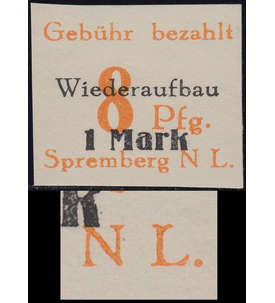 Gebühr bezahlt
Wiederaufbau
8 Pfg.
1 Mark
Spremberg N L.
k
N L.